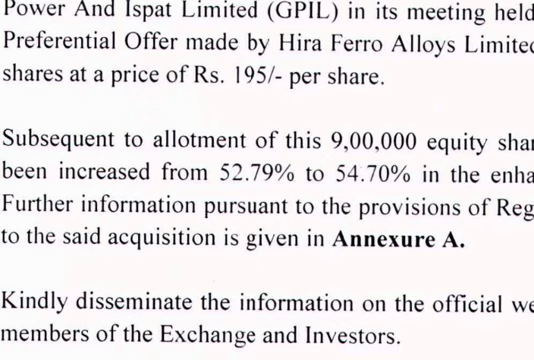 Power And Ispat Limited (GPIL) in its meeting held
Preferential Offer made by Hira Ferro Alloys Limited
shares at a price of Rs. 195/- per share.
Subsequent to allotment of this 9,00,000 equity shar
been increased from 52.79% to 54.70% in the enha
Further information pursuant to the provisions of Reg
to the said acquisition is given in Annexure A.
Kindly disseminate the information on the official we
members of the Exchange and Investors.